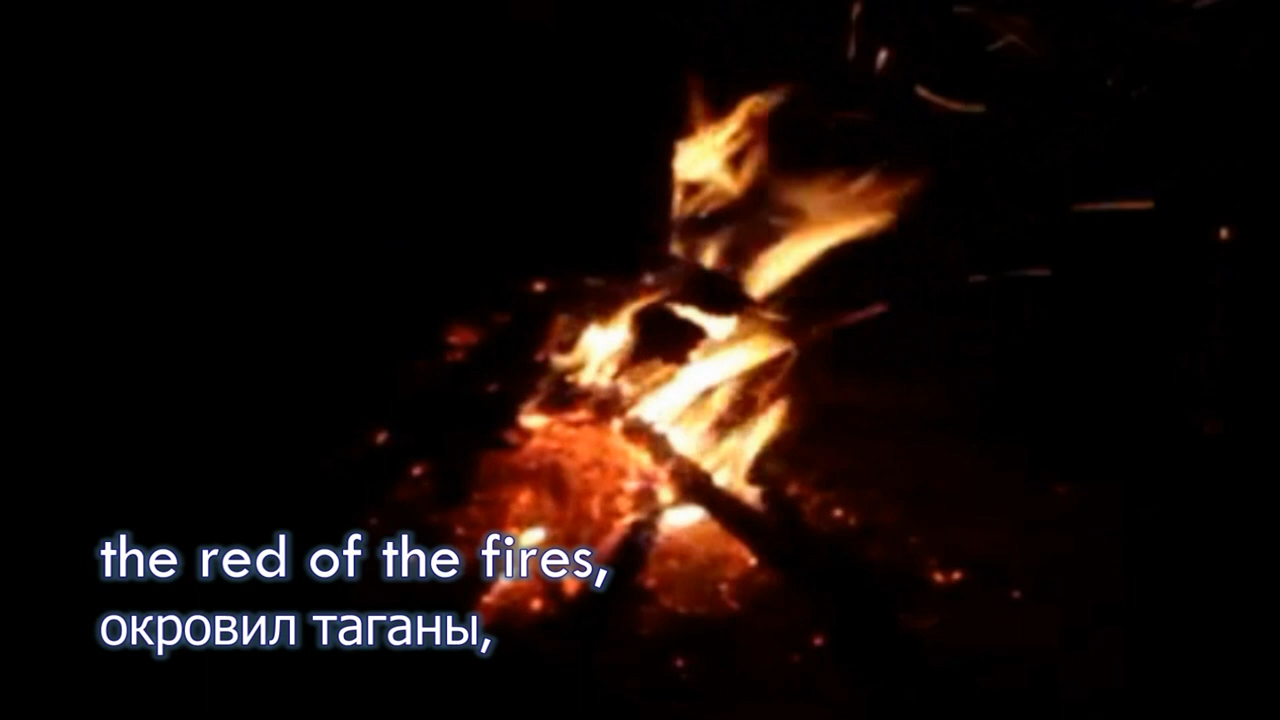 the red of the fires,
окровил таганы,